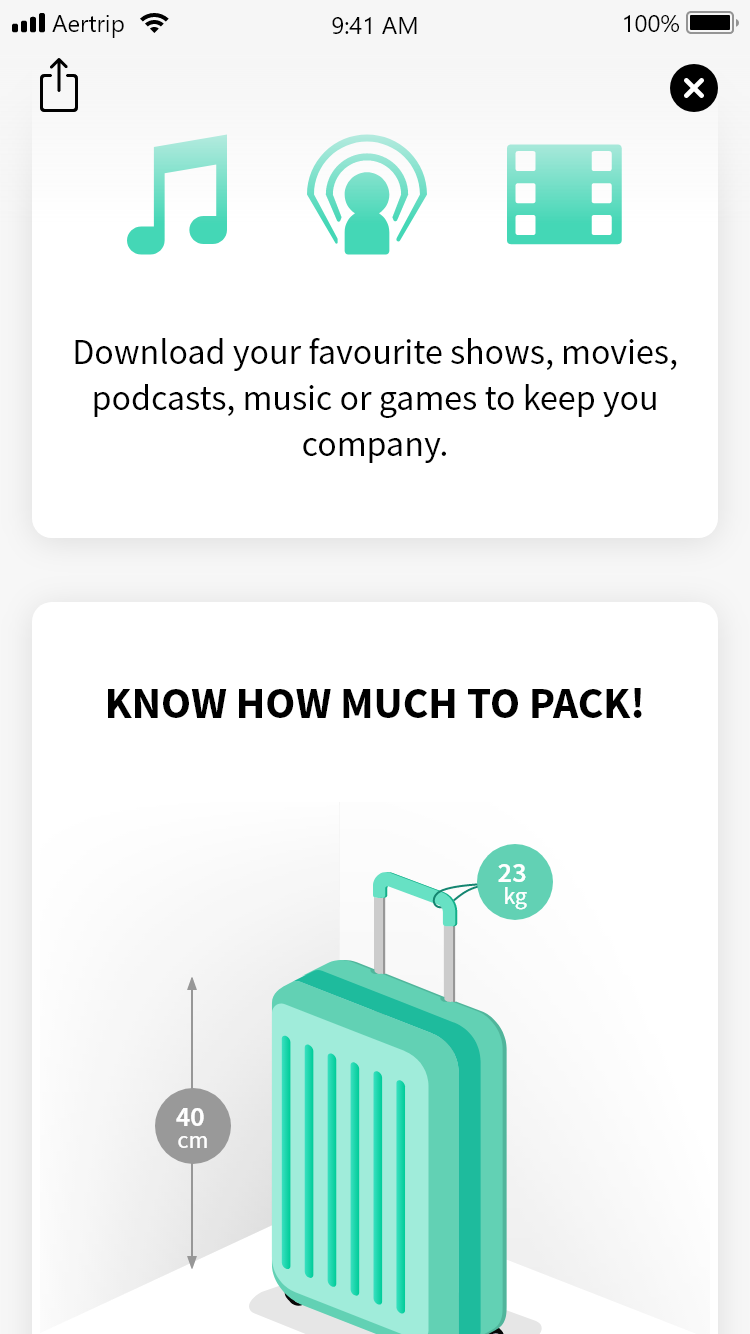 Aertrip 9:41 AM 100%
Download your favourite shows, movies,
podcasts, music or games to keep you
company.
KNOW HOW MUCH TO PACK!
23
kg
40
cm